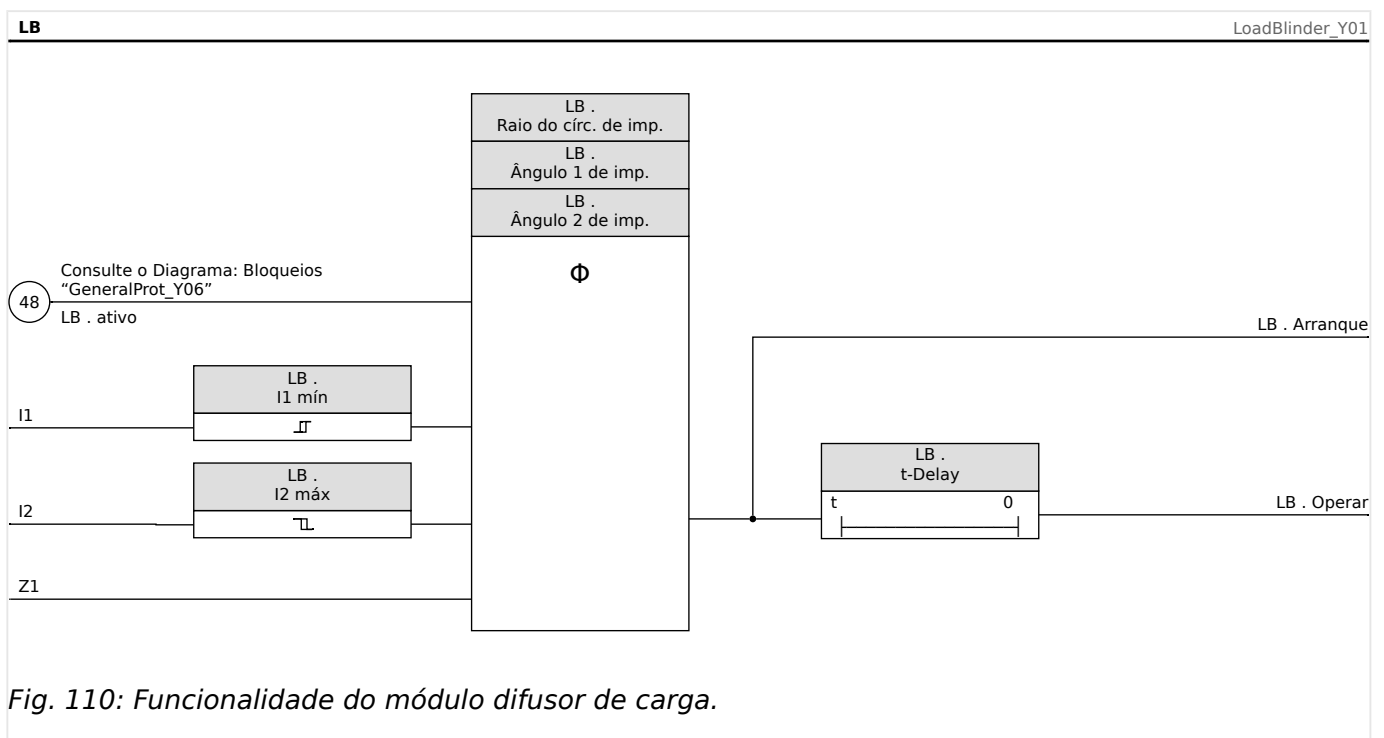 LB
LoadBlinder_Y01
LB .
Raio do círc. de imp.
LB .
Ângulo 1 de imp.
LB .
Ângulo 2 de imp.
Φ
Consulte o Diagrama: Bloqueios
“GeneralProt_Y06”
48
LB . ativo
LB . Arranque
LB .
I1 mín
I1
LB .
I2 máx
I2
LB .
t-Delay
t 0
LB . Operar
Z1
Fig. 110: Funcionalidade do módulo difusor de carga.